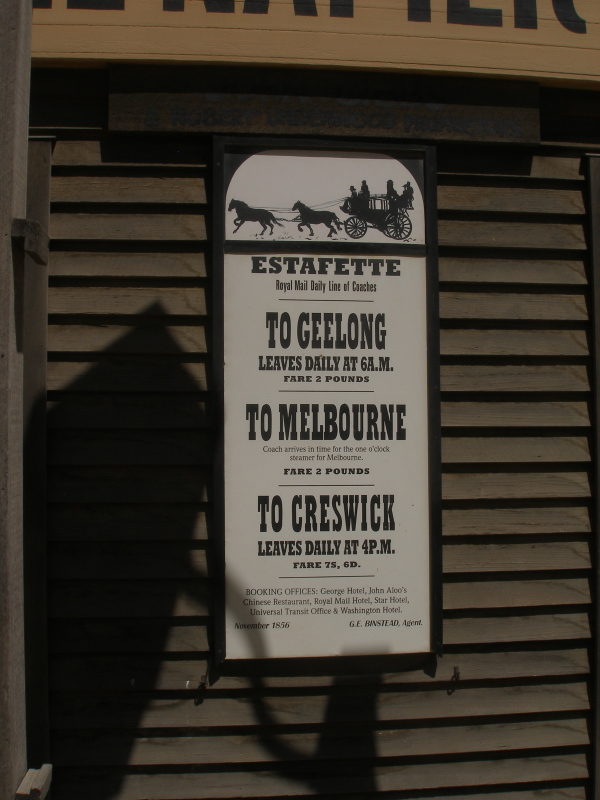 ESTAFETTE
Royal Mail Daily Line of Coaches
TO GEELONG
LEAVES DAILY AT 6A.M.
FARE 2 POUNDS
TO MELBOURNE
Coach arrives in time for the one o'clock
steamer for Melbourne.
FARE 2 POUNDS
TO CRESWICK
LEAVES DAILY AT 4P.M.
FARE 7S, 6D.
BOOKING OFFICES: George Hotel, John Aloo's
Chinese Restaurant, Royal Mail Hotel, Star Hotel,
Universal Transit Office & Washington Hotel.
November 1856 G.E. BINSTEAD, Agent.